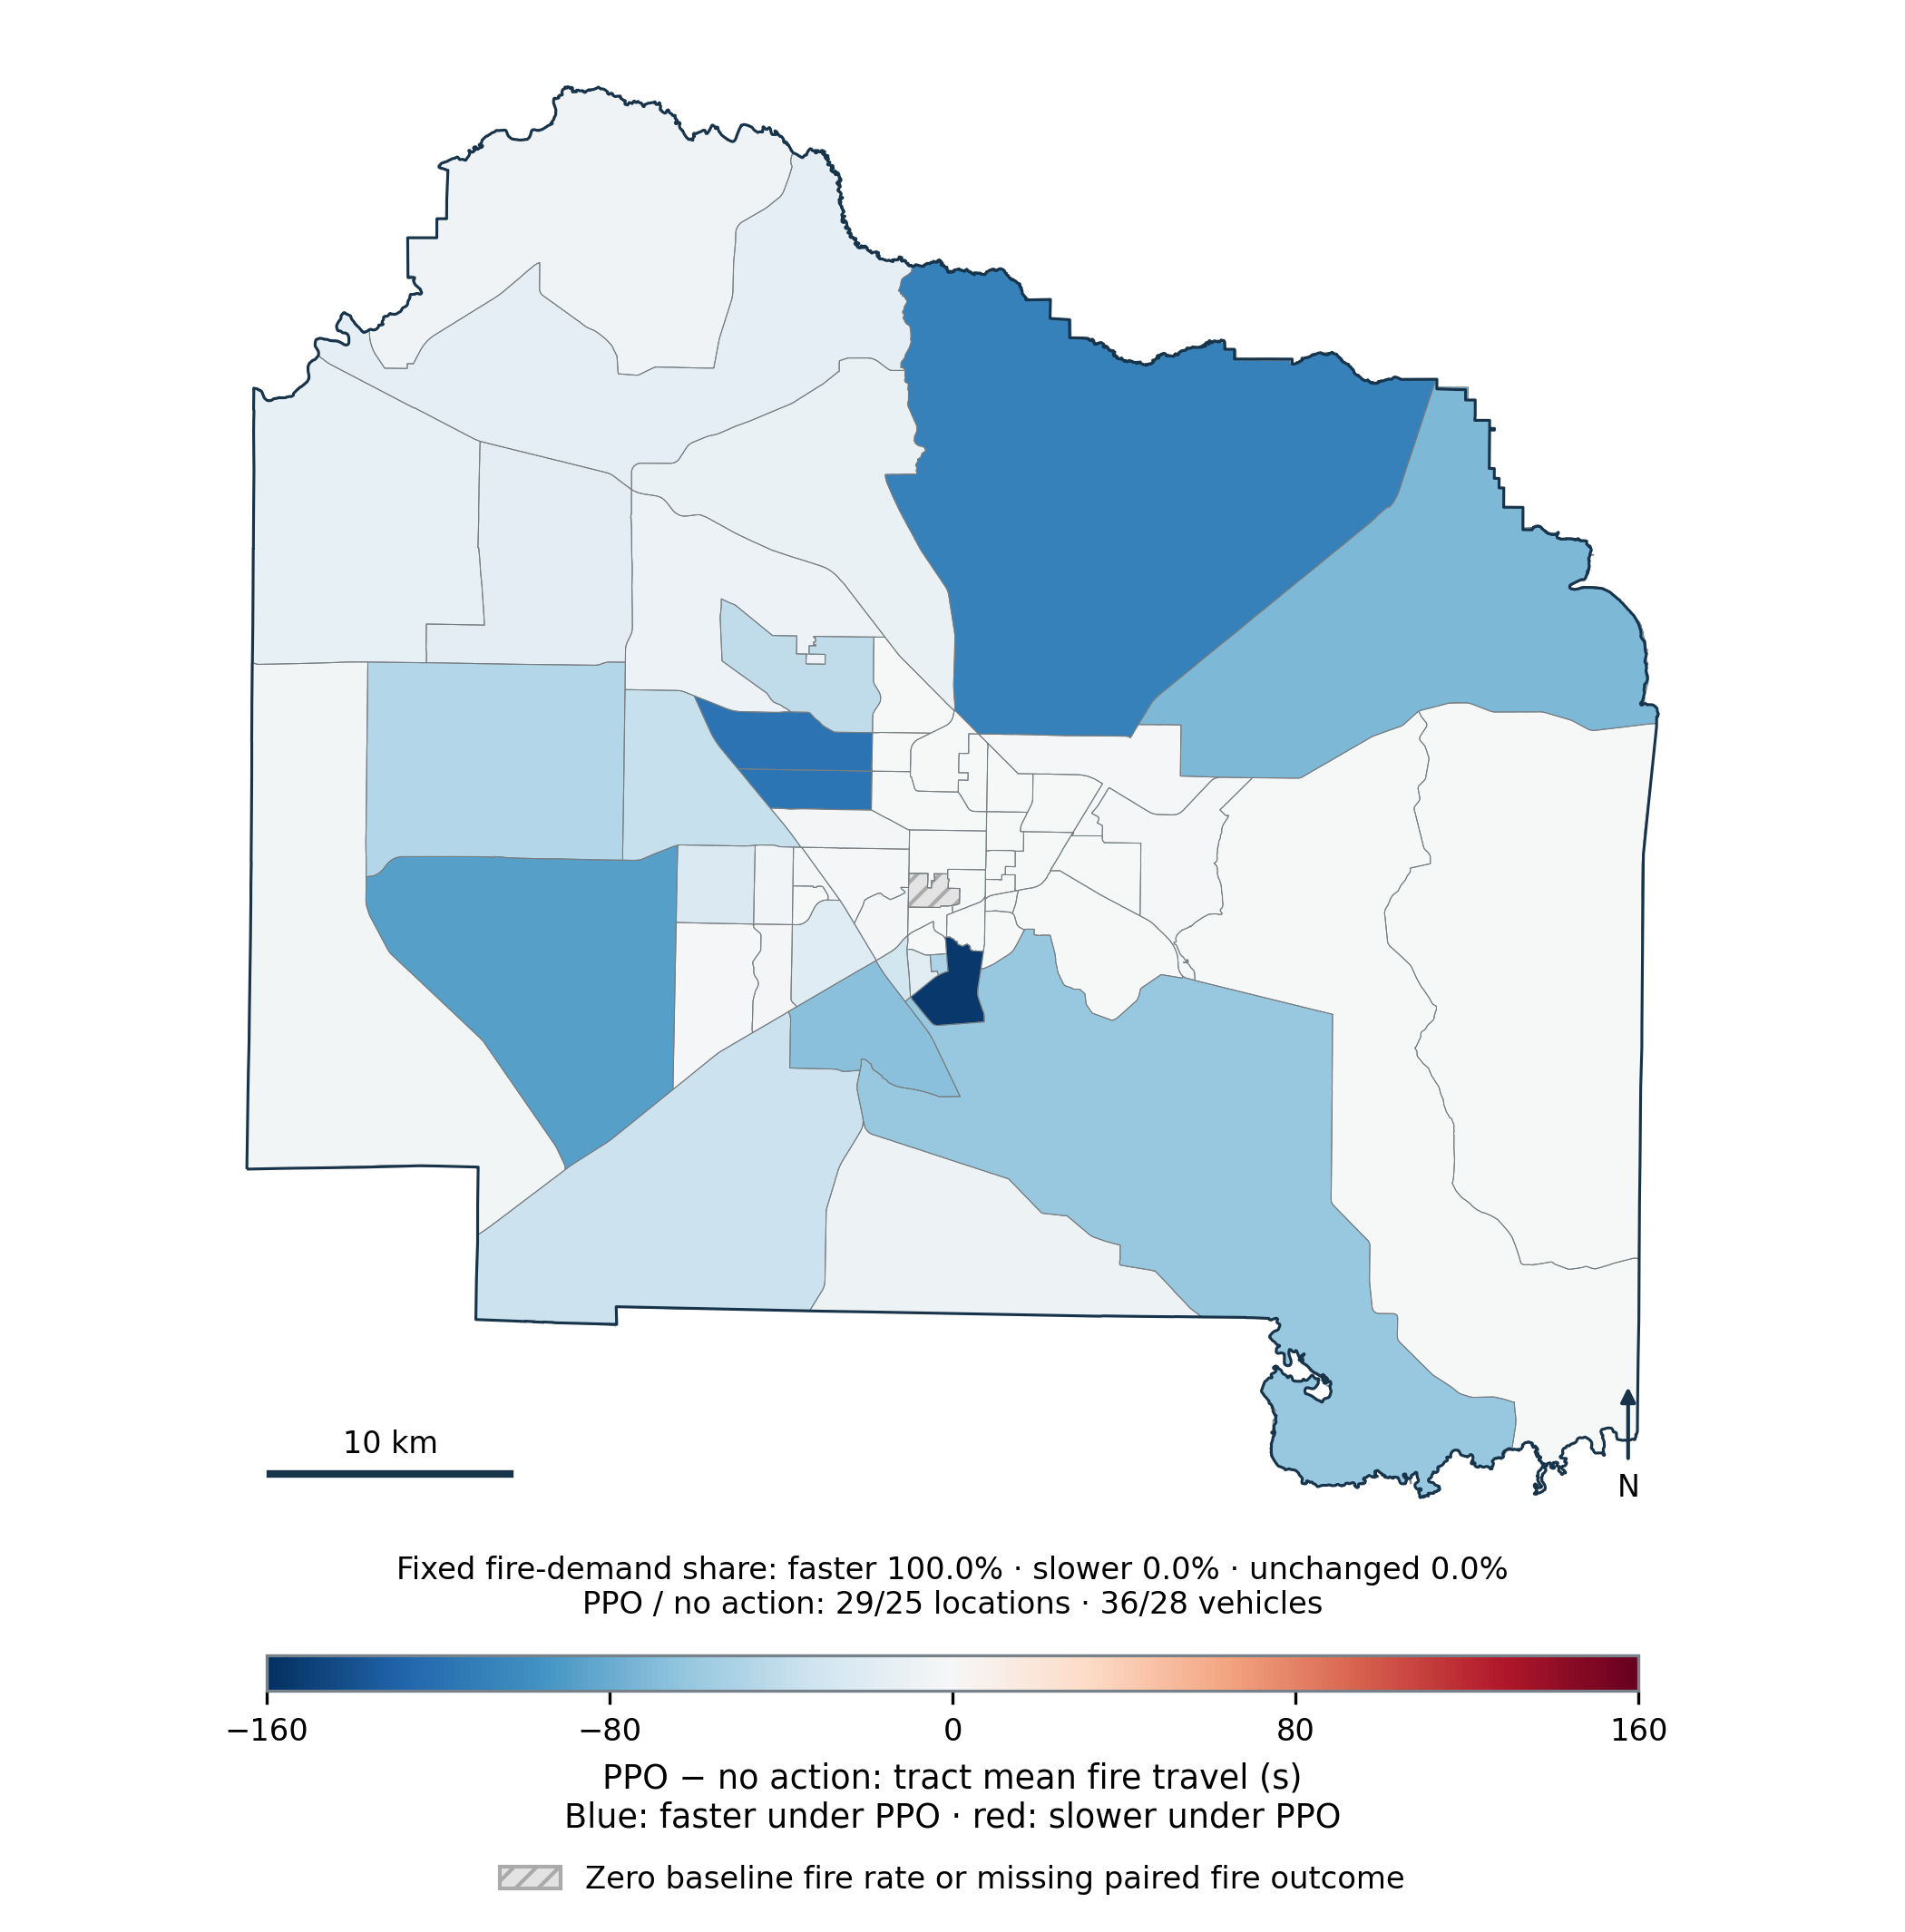 10 km
N
Fixed fire-demand share: faster 100.0% · slower 0.0% · unchanged 0.0%
PPO / no action: 29/25 locations · 36/28 vehicles
−160 −80 0 80 160
PPO − no action: tract mean fire travel (s)
Blue: faster under PPO · red: slower under PPO
Zero baseline fire rate or missing paired fire outcome